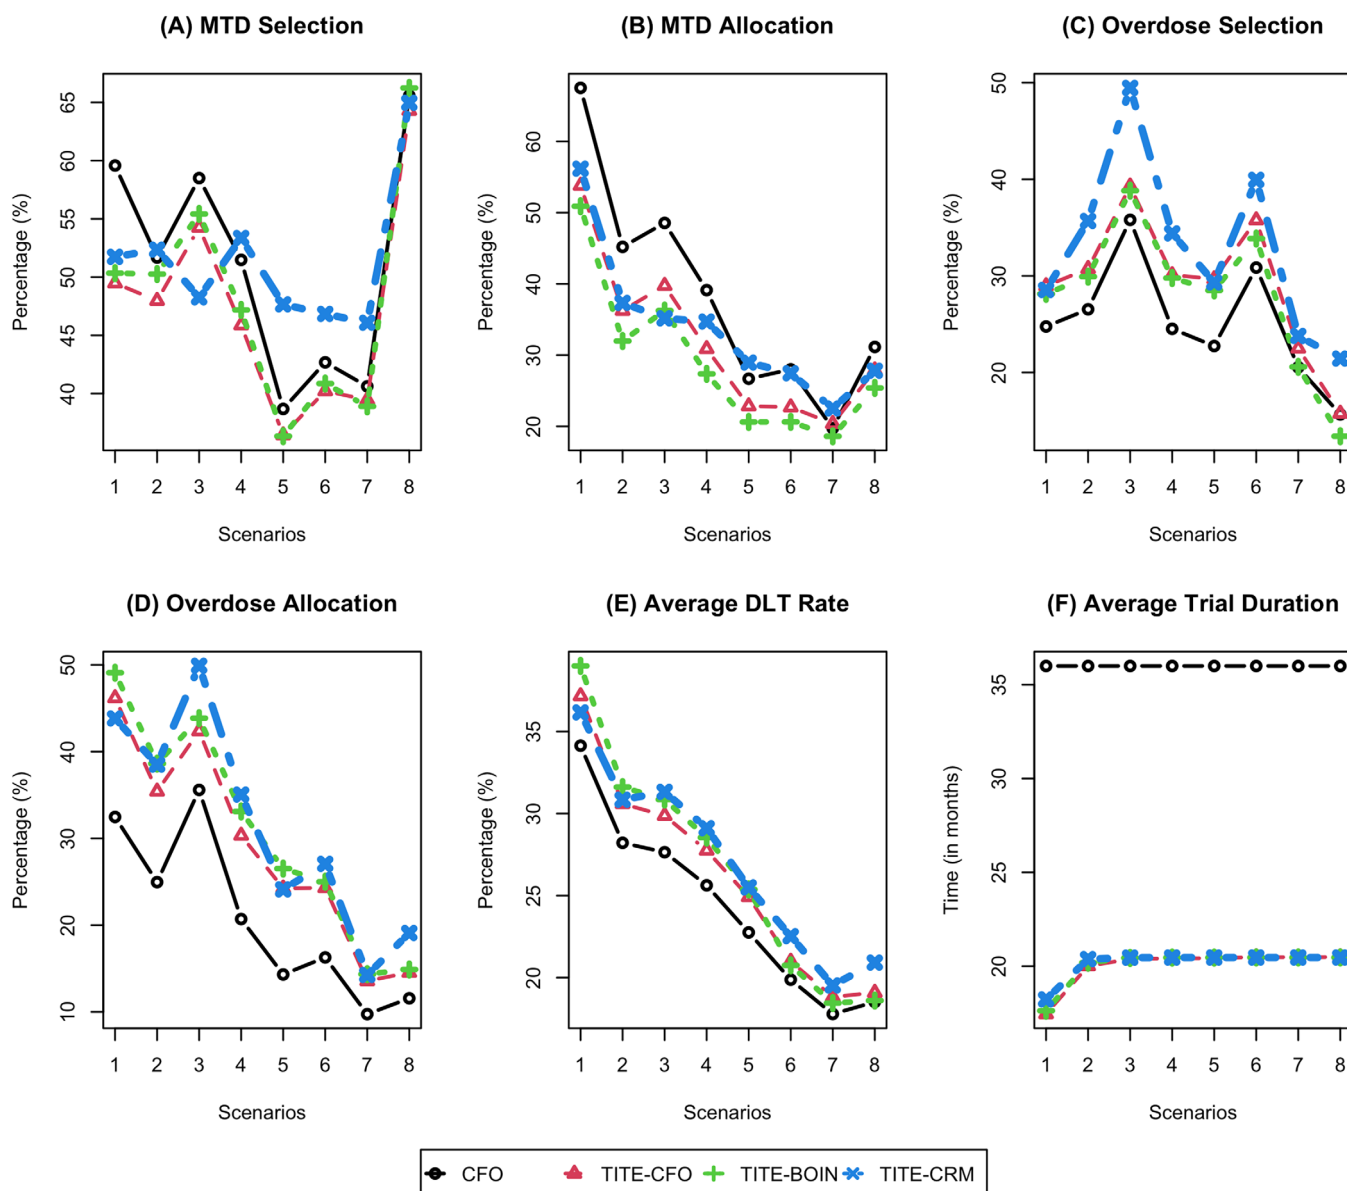 (A) MTD Selection
Percentage (%)
65
60
55
50
45
40
1 2 3 4 5 6 7 8
Scenarios
(B) MTD Allocation
Percentage (%)
60
50
40
30
20
1 2 3 4 5 6 7 8
Scenarios
(C) Overdose Selection
Percentage (%)
50
40
30
20
1 2 3 4 5 6 7 8
Scenarios
(D) Overdose Allocation
Percentage (%)
50
40
30
20
10
1 2 3 4 5 6 7 8
Scenarios
(E) Average DLT Rate
Percentage (%)
35
30
25
20
1 2 3 4 5 6 7 8
Scenarios
(F) Average Trial Duration
Time (in months)
35
30
25
20
1 2 3 4 5 6 7 8
Scenarios
CFO TITE-CFO TITE-BOIN TITE-CRM